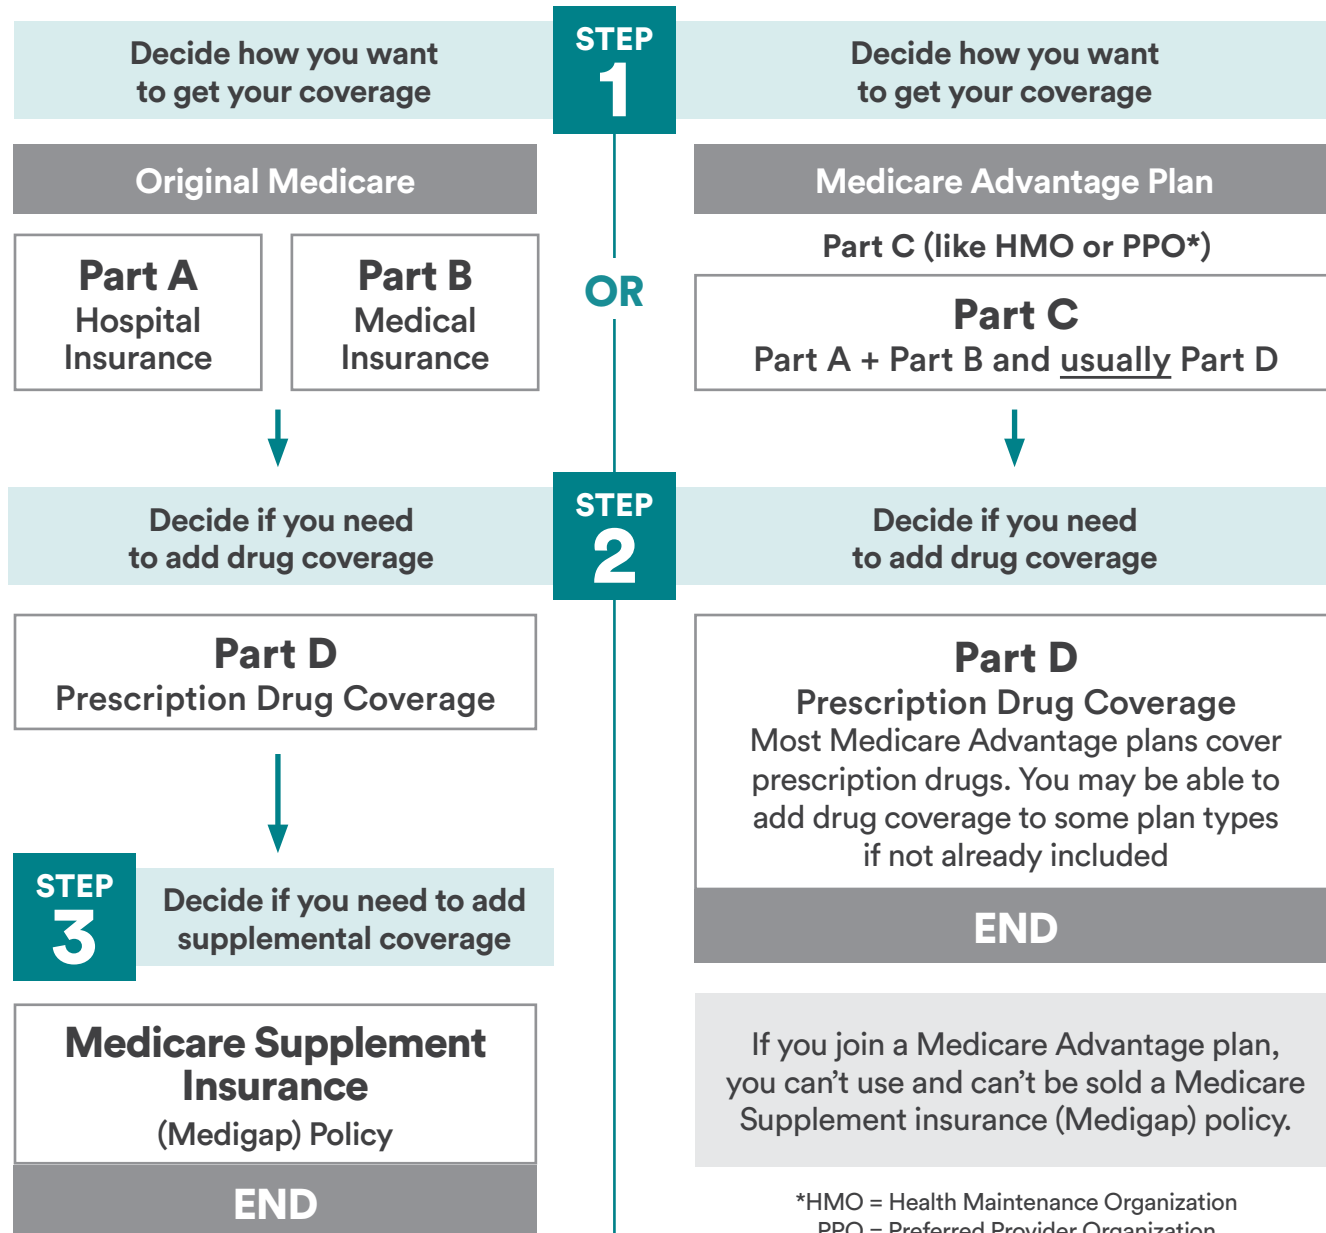 Decide how you want
to get your coverage
STEP
1
Decide how you want
to get your coverage
Original Medicare
Part A
Hospital
Insurance
Part B
Medical
Insurance
OR
Medicare Advantage Plan
Part C (like HMO or PPO*)
Part C
Part A + Part B and usually Part D
Decide if you need
to add drug coverage
STEP
2
Decide if you need
to add drug coverage
Part D
Prescription Drug Coverage
STEP
3
Decide if you need to add
supplemental coverage
Medicare Supplement
Insurance
(Medigap) Policy
END
Part D
Prescription Drug Coverage
Most Medicare Advantage plans cover
prescription drugs. You may be able to
add drug coverage to some plan types
if not already included
END
If you join a Medicare Advantage plan,
you can’t use and can’t be sold a Medicare
Supplement insurance (Medigap) policy.
*HMO = Health Maintenance Organization
PPO = Preferred Provider Organization